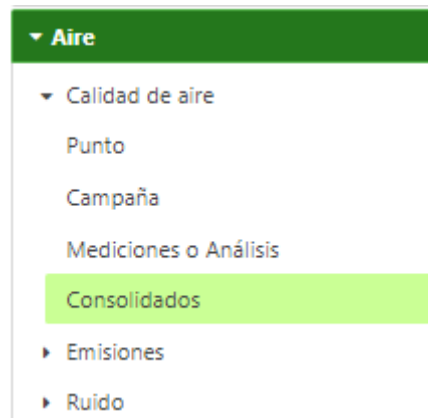 Aire
Calidad de aire
Punto
Campaña
Mediciones o Análisis
Consolidados
Emisiones
Ruido